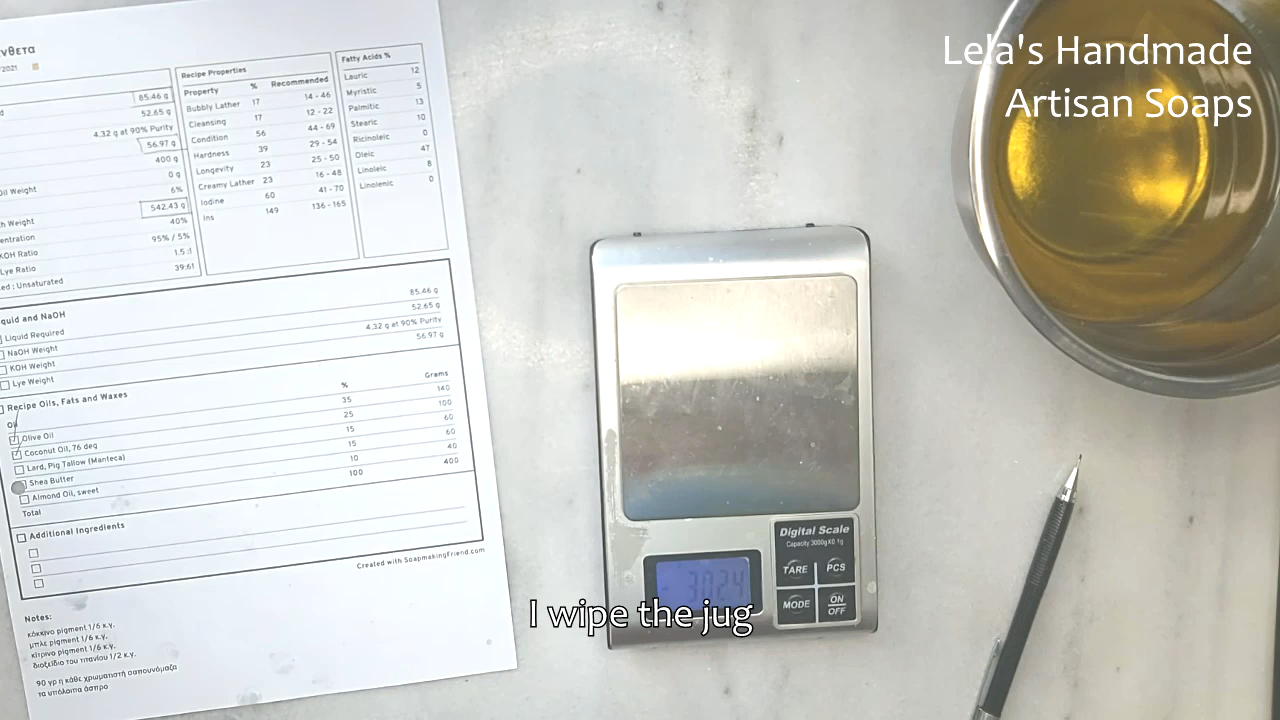 νθετα
/2021
d
85.46 g
52.65 g
4.32 g at 90% Purity
56.97 g
400 g
0 g
Oil Weight
6%
542.43 g
h Weight
40%
entration
95% / 5%
KOH Ratio
1.5 :1
Lye Ratio
39:61
ed : Unsaturated
Recipe Properties
Property % Recommended
Bubbly Lather 17 14 - 46
Cleansing 17 12 - 22
Condition 56 44 - 69
Hardness 39 29 - 54
Longevity 23 25 - 50
Creamy Lather 23 16 - 48
Iodine 60 41 - 70
Ins 149 136 - 165
Fatty Acids %
Lauric 12
Myristic 5
Palmitic 13
Stearic 10
Ricinoleic 0
Oleic 47
Linoleic 8
Linolenic 0
quid and NaOH
Liquid Required 85.46 g
NaOH Weight 52.65 g
KOH Weight 4.32 g at 90% Purity
Lye Weight 56.97 g
Recipe Oils, Fats and Waxes
% Grams
Olive Oil 35 140
Coconut Oil, 76 deg 25 100
Lard, Pig Tallow (Manteca) 15 60
Shea Butter 15 60
Almond Oil, sweet 10 40
Total 100 400
Additional Ingredients
Created with SoapmakingFriend.com
Notes:
κόκκινο pigment 1/6 κ.γ.
μπλε pigment 1/6 κ.γ.
κίτρινο pigment 1/6 κ.γ.
διοξείδιο του τιτανίου 1/2 κ.γ.
90 γρ η κάθε χρωματιστή σαπουνόμαζα
τα υπόλοιπα άσπρο
Lela's Handmade
Artisan Soaps
Digital Scale
Capacity 3000gX0.1g
TARE PCS
MODE ON
OFF
I wipe the jug